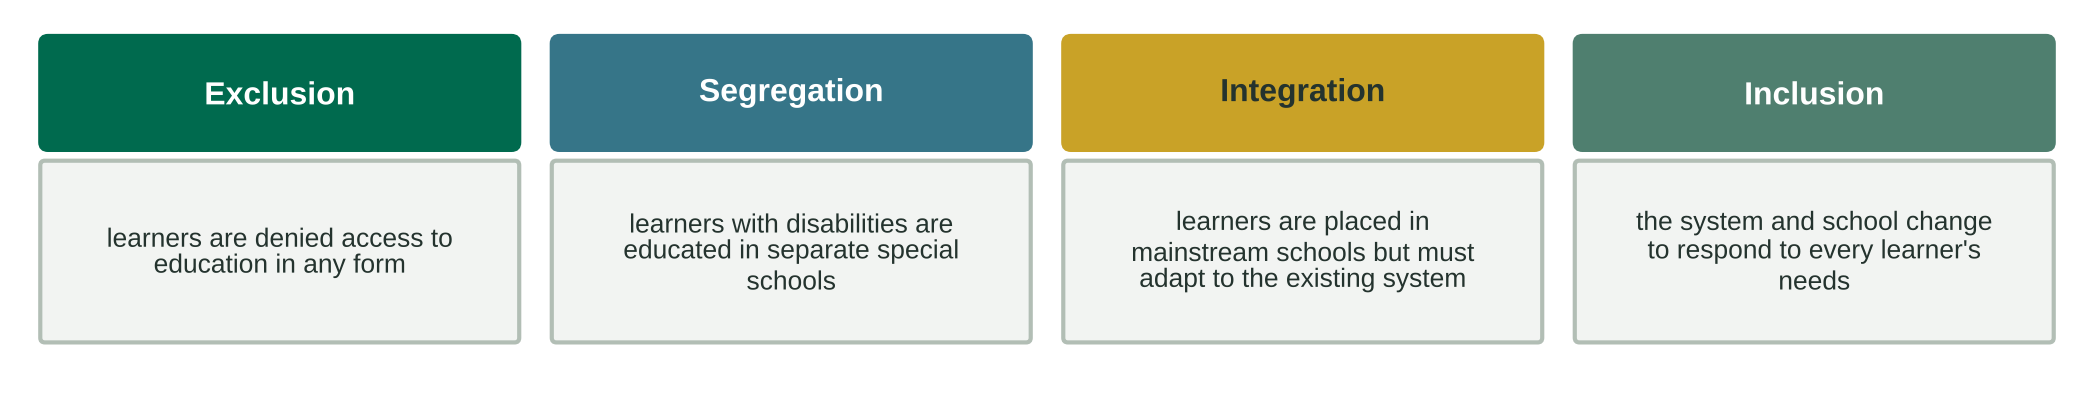 Exclusion
learners are denied access to
education in any form
Segregation
learners with disabilities are
educated in separate special
schools
Integration
learners are placed in
mainstream schools but must
adapt to the existing system
Inclusion
the system and school change
to respond to every learner's
needs